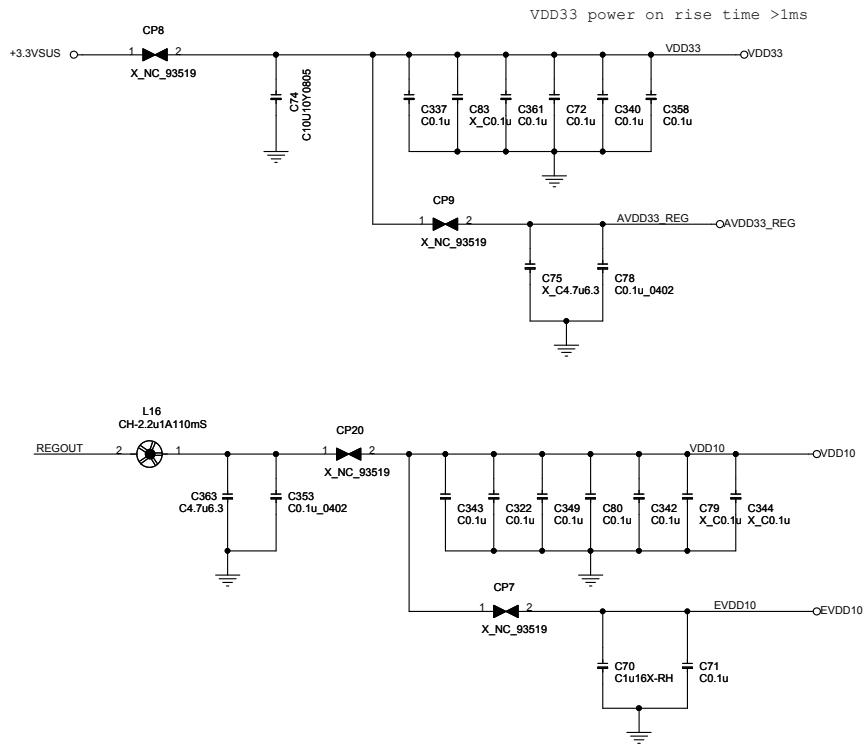 VDD33 power on rise time >1ms
CP8
+3.3VSUS 1 2 VDD33 VDD33
X_NC_93519
C74
C10U10Y0805
C337 C83 C361 C72 C340 C358
C0.1u X_C0.1u C0.1u C0.1u C0.1u C0.1u
CP9
1 2 AVDD33_REG AVDD33_REG
X_NC_93519
C75 C78
X_C4.7u6.3 C0.1u_0402
L16
CH-2.2u1A110mS
CP20
REGOUT 2 1 1 2 VDD10 VDD10
X_NC_93519
C363 C353 C343 C322 C349 C80 C342 C79 C344
C4.7u6.3 C0.1u_0402 C0.1u C0.1u C0.1u C0.1u C0.1u X_C0.1u X_C0.1u
CP7
1 2 EVDD10 EVDD10
X_NC_93519
C70 C71
C1u16X-RH C0.1u